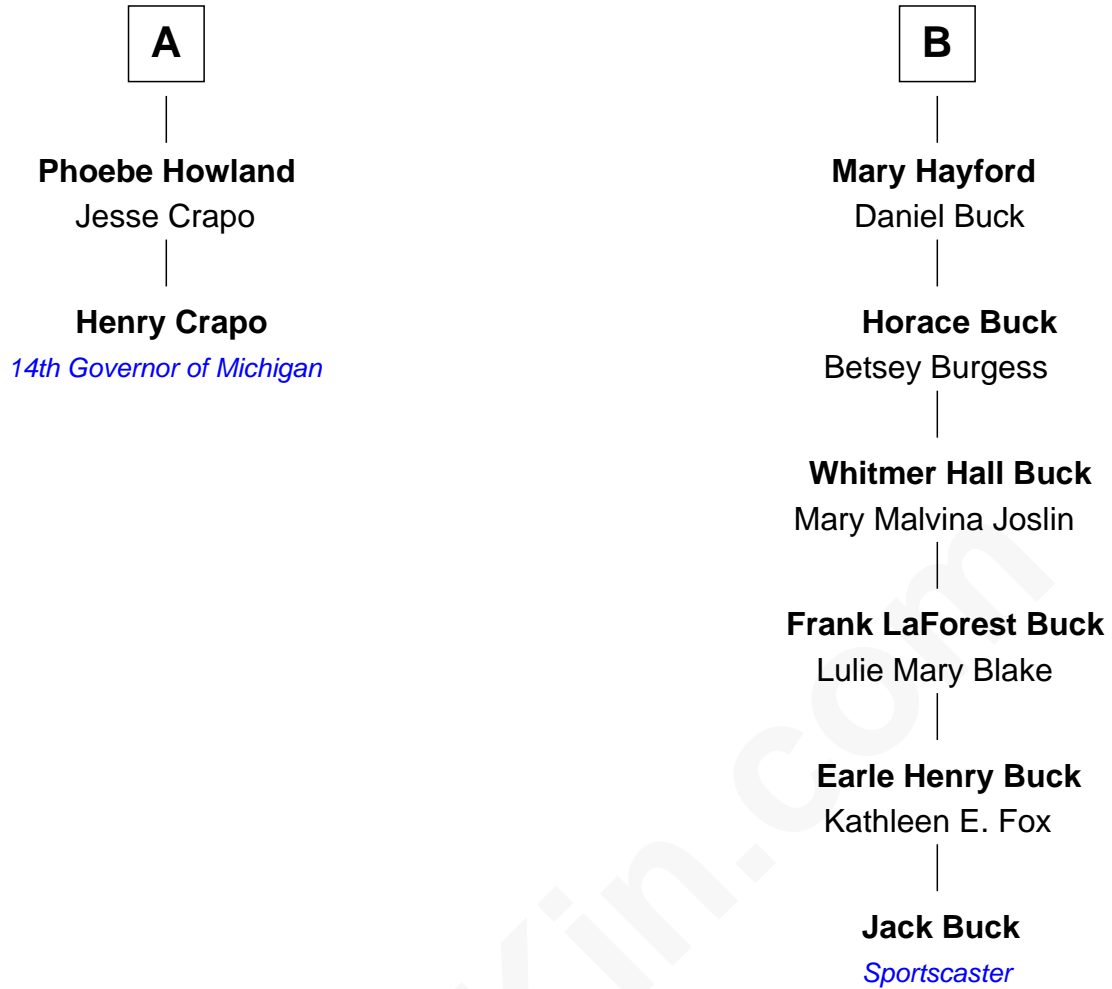 A
Phoebe Howland
Jesse Crapo
Henry Crapo
14th Governor of Michigan
B
Mary Hayford
Daniel Buck
Horace Buck
Betsey Burgess
Whitmer Hall Buck
Mary Malvina Joslin
Frank LaForest Buck
Lulie Mary Blake
Earle Henry Buck
Kathleen E. Fox
Jack Buck
Sportscaster
Kin.com